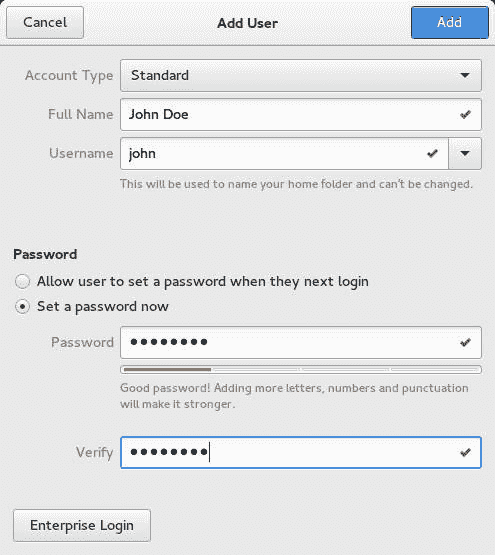 Cancel Add User Add
Account Type Standard
Full Name John Doe
Username john
This will be used to name your home folder and can't be changed.
Password
Allow user to set a password when they next login
Set a password now
Password ●●●●●●●●
Good password! Adding more letters, numbers and punctuation
will make it stronger.
Verify ●●●●●●●●
Enterprise Login